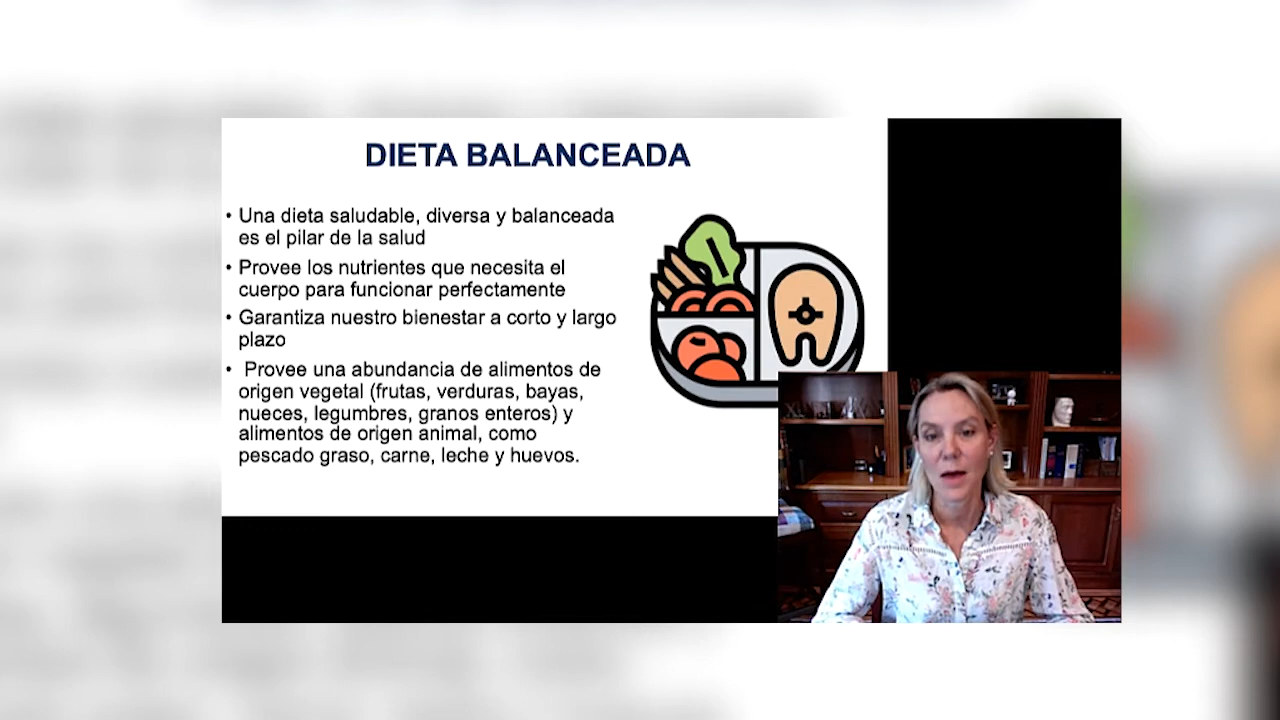 DIETA BALANCEADA
• Una dieta saludable, diversa y balanceada
es el pilar de la salud
• Provee los nutrientes que necesita el
cuerpo para funcionar perfectamente
• Garantiza nuestro bienestar a corto y largo
plazo
• Provee una abundancia de alimentos de
origen vegetal (frutas, verduras, bayas,
nueces, legumbres, granos enteros) y
alimentos de origen animal, como
pescado graso, carne, leche y huevos.